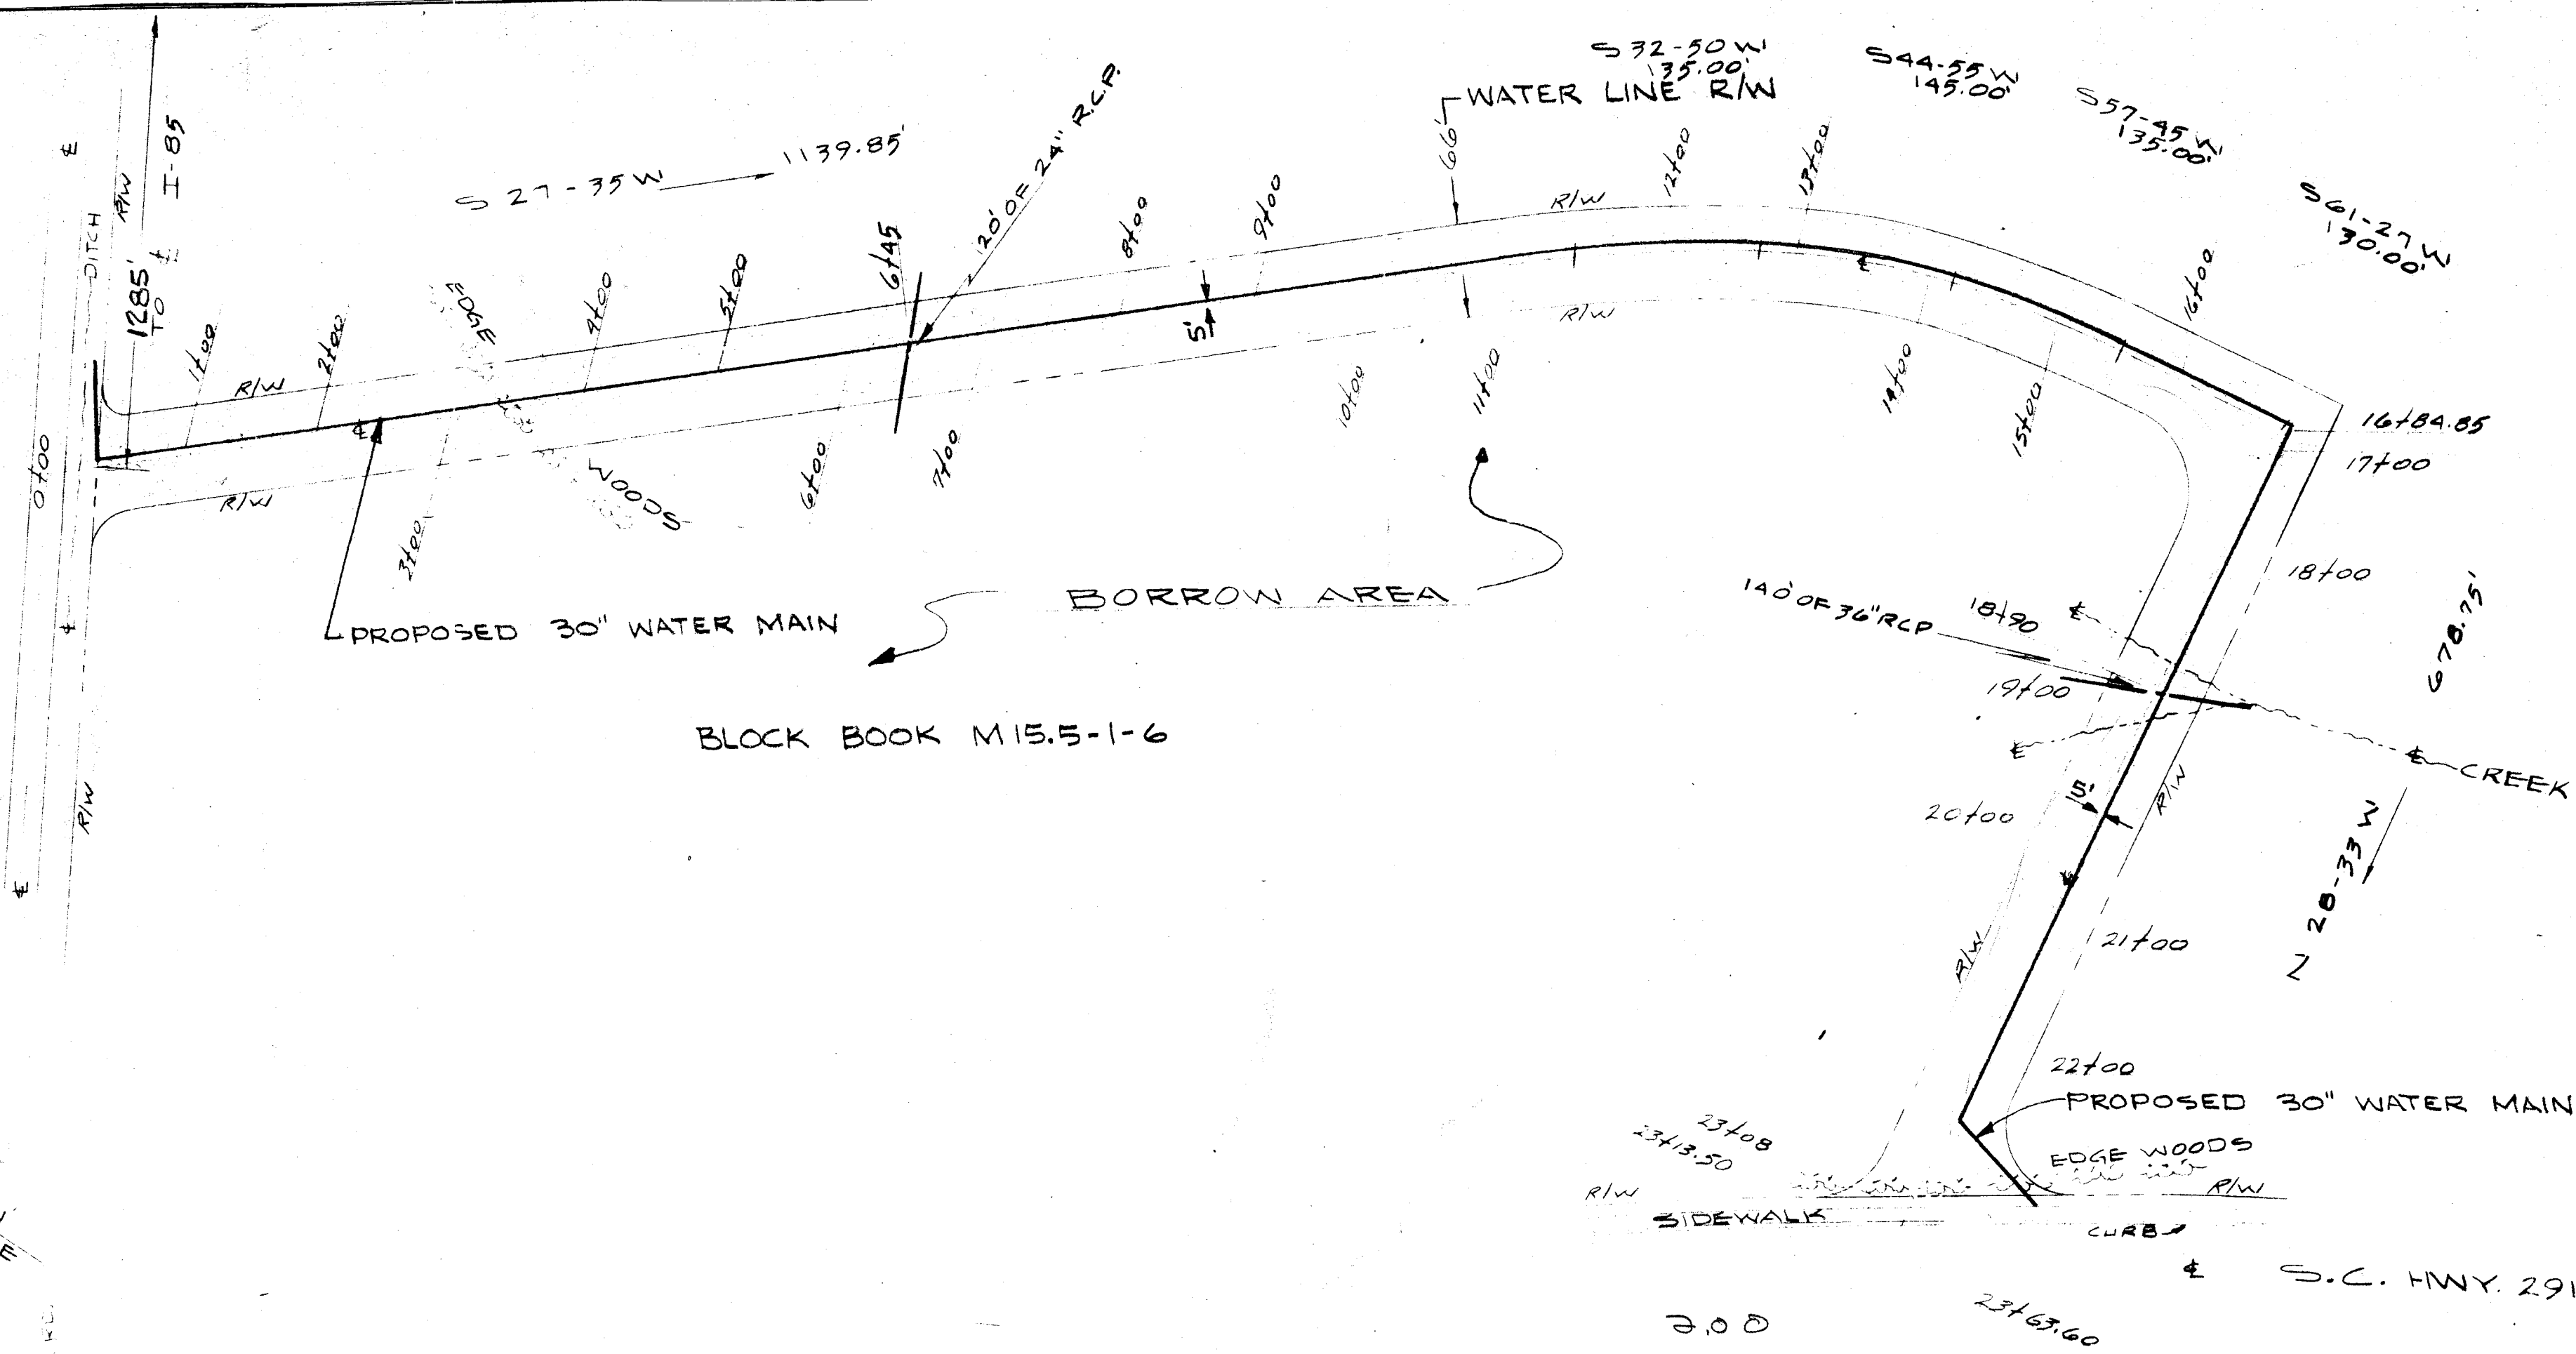 S 32-50 W
135.00'
S44-55 W
145.00'
S57-45 W
135.00'
S61-27 W
130.00'
WATER LINE R/W
66'
℄
DITCH
R/W
I-85
1285'
TO ℄
S 27-35 W
1139.85'
120' OF 24" R.C.P.
0+00
1+00
2+00
3+00
4+00
5+00
6+00
6+45
7+00
8+00
9+00
10+00
11+00
12+00
13+00
14+00
15+00
16+00
16+84.85
17+00
18+00
18+90
19+00
20+00
21+00
22+00
EDGE
WOODS
R/W
R/W
R/W
R/W
℄
℄
5'
℄
℄
R/W
PROPOSED 30" WATER MAIN
BORROW AREA
BLOCK BOOK M15.5-1-6
140' OF 36" RCP
℄
℄
℄
CREEK
678.75'
N 28-33 W
5'
R/W
℄
R/W
PROPOSED 30" WATER MAIN
23+08
23+13.50
EDGE WOODS
R/W
R/W
SIDEWALK
CURB
℄
S.C. HWY. 291
23+63.60
2.00
E